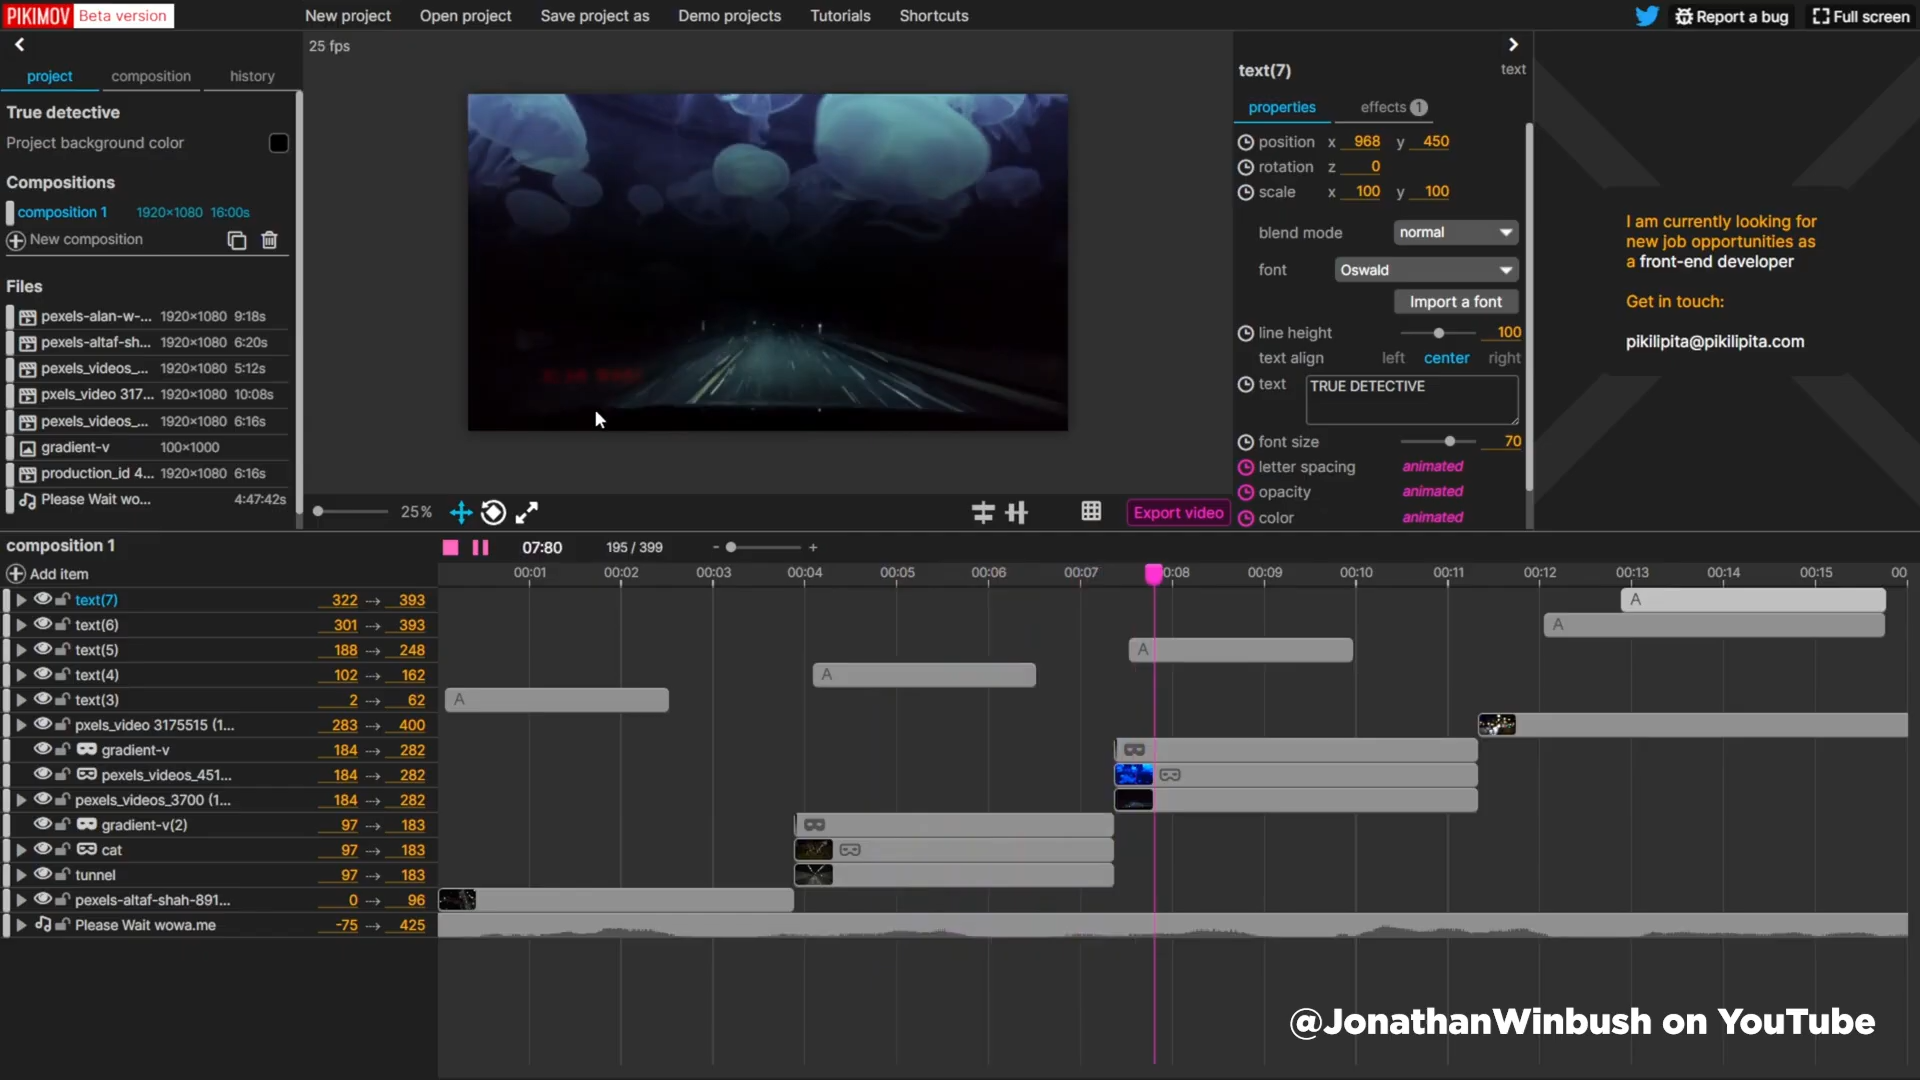 PIKIMOV Beta version
New project Open project Save project as Demo projects Tutorials Shortcuts
Report a bug Full screen
project composition history
True detective
Project background color
Compositions
composition 1 1920×1080 16:00s
New composition
Files
pexels-alan-w-... 1920×1080 9:18s
pexels-altaf-sh... 1920×1080 6:20s
pexels_videos_... 1920×1080 5:12s
pxels_video 317... 1920×1080 10:08s
pexels_videos_... 1920×1080 6:16s
gradient-v 100×1000
production_id 4... 1920×1080 6:16s
Please Wait wo... 4:47:42s
25 fps
25%
Export video
text(7) text
properties effects 1
position x 968 y 450
rotation z 0
scale x 100 y 100
blend mode normal
font Oswald
Import a font
line height 100
text align left center right
text TRUE DETECTIVE
font size 70
letter spacing animated
opacity animated
color animated
I am currently looking for
new job opportunities as
a front-end developer
Get in touch:
pikilipita@pikilipita.com
composition 1
07:80 195 / 399 - +
Add item
00:01 00:02 00:03 00:04 00:05 00:06 00:07 00:08 00:09 00:10 00:11 00:12 00:13 00:14 00:15 00
text(7) 322 393 A
text(6) 301 393 A
text(5) 188 248 A
text(4) 102 162 A
text(3) 2 62 A
pxels_video 3175515 (1... 283 400
gradient-v 184 282
pexels_videos_451... 184 282
pexels_videos_3700 (1... 184 282
gradient-v(2) 97 183
cat 97 183
tunnel 97 183
pexels-altaf-shah-891... 0 96
Please Wait wowa.me -75 425
@JonathanWinbush on YouTube